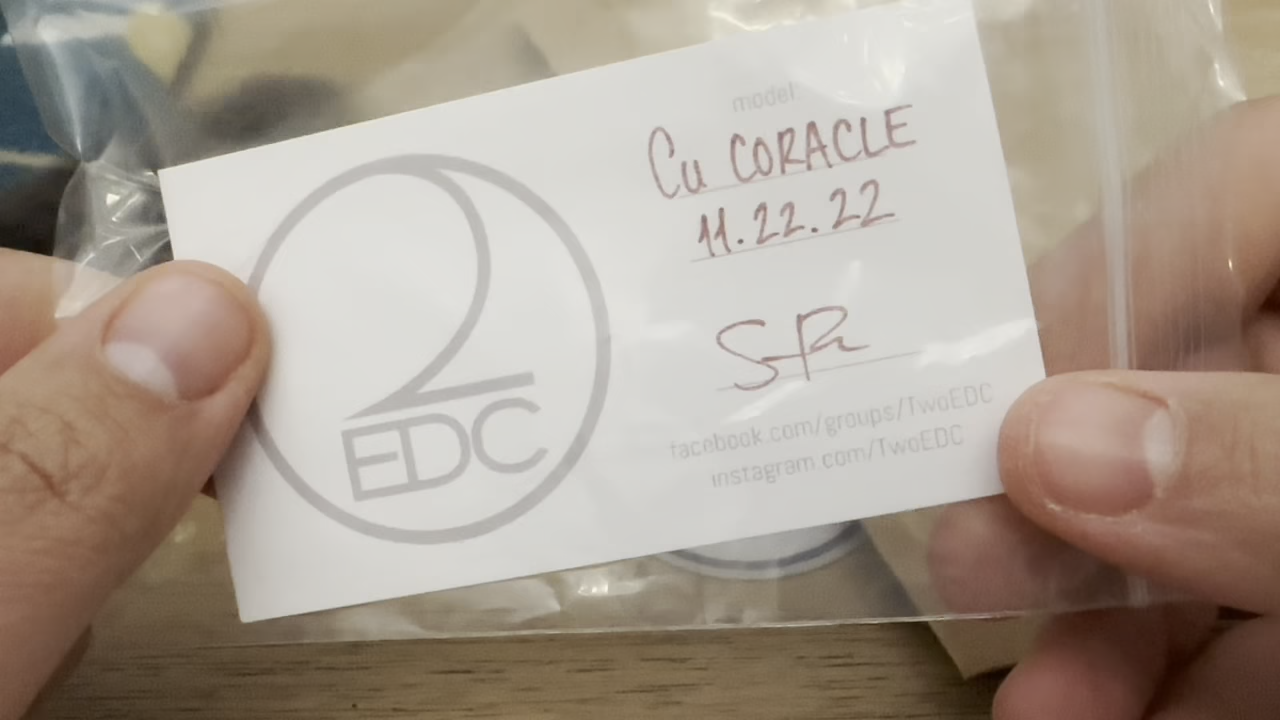 2
EDC
model:
Cu CORACLE
11.22.22
facebook.com/groups/TwoEDC
instagram.com/TwoEDC